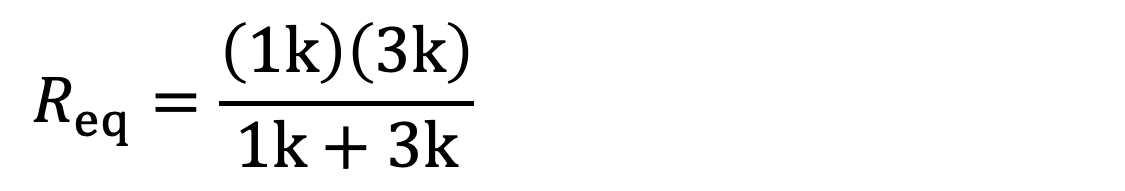 R_eq = (1k)(3k) / 1k + 3k